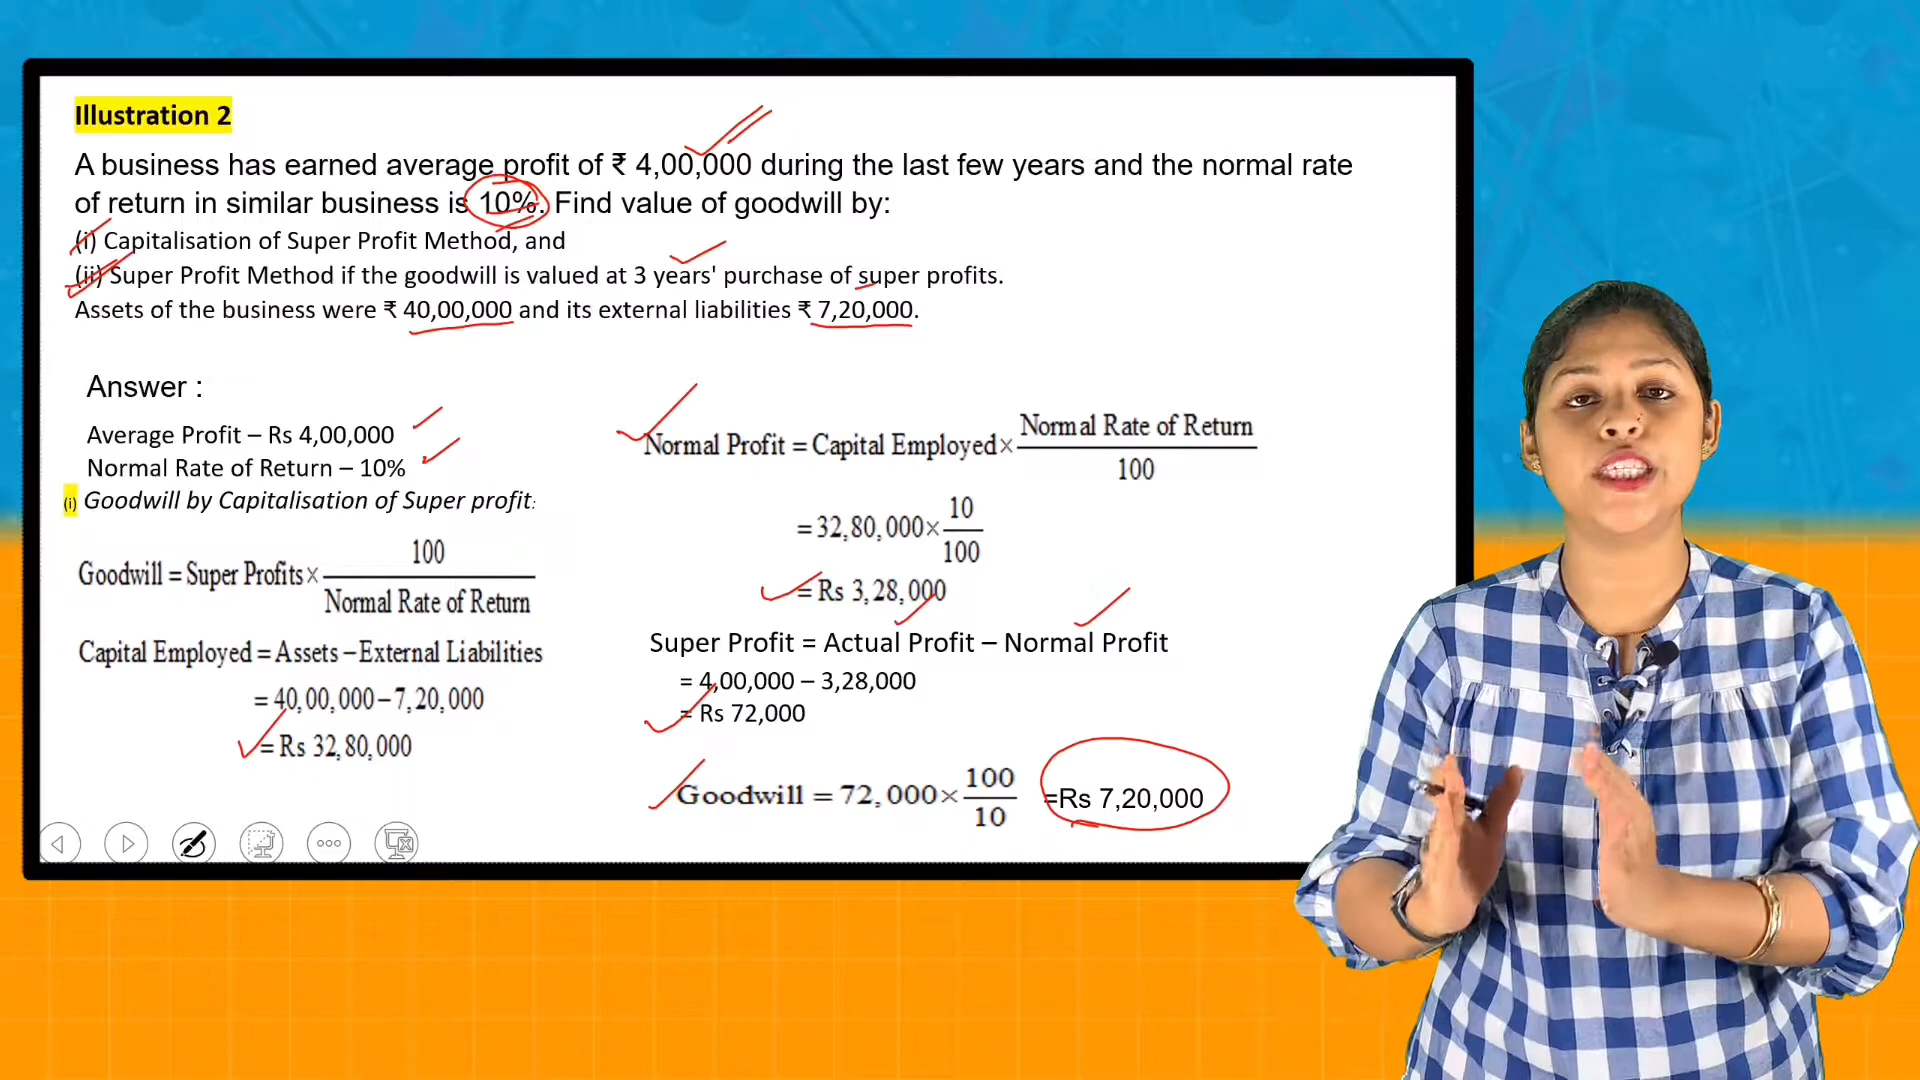 Illustration 2
A business has earned average profit of ₹ 4,00,000 during the last few years and the normal rate
of return in similar business is 10%. Find value of goodwill by:
(i) Capitalisation of Super Profit Method, and
(ii) Super Profit Method if the goodwill is valued at 3 years' purchase of super profits.
Assets of the business were ₹ 40,00,000 and its external liabilities ₹ 7,20,000.
Answer :
Average Profit – Rs 4,00,000
Normal Rate of Return – 10%
(i) Goodwill by Capitalisation of Super profit:
Goodwill = Super Profits × 100 / Normal Rate of Return
Capital Employed = Assets – External Liabilities
= 40,00,000 – 7,20,000
= Rs 32,80,000
Normal Profit = Capital Employed × Normal Rate of Return / 100
= 32,80,000 × 10 / 100
= Rs 3,28,000
Super Profit = Actual Profit – Normal Profit
= 4,00,000 – 3,28,000
= Rs 72,000
Goodwill = 72,000 × 100 / 10 =Rs 7,20,000